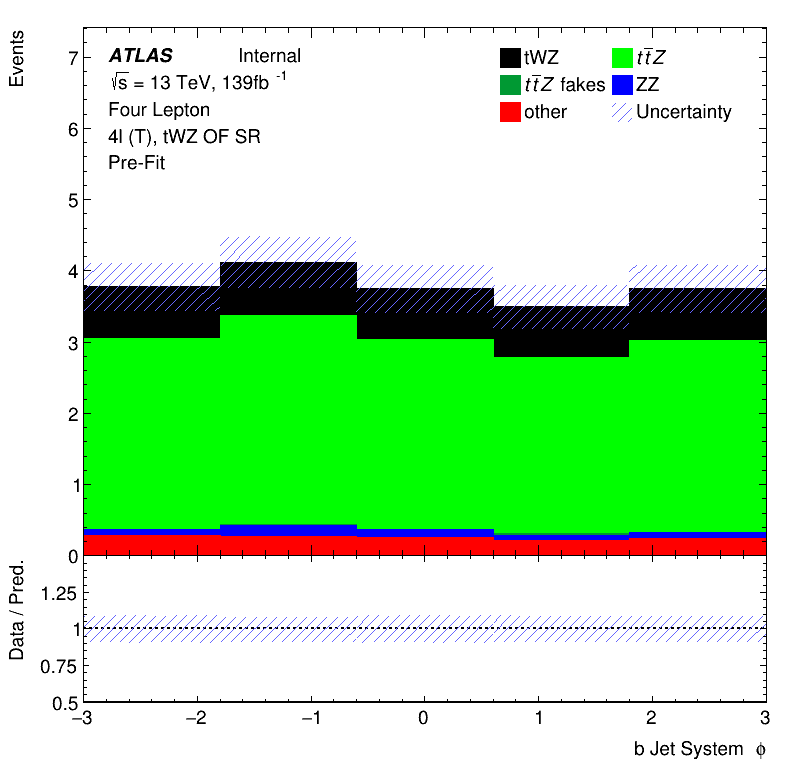 Events
7
6
5
4
3
2
1
0
ATLAS Internal
√s = 13 TeV, 139fb⁻¹
Four Lepton
4l (T), tWZ OF SR
Pre-Fit
tWZ
tt̄Z
tt̄Z fakes
ZZ
other
Uncertainty
Data / Pred.
1.25
1
0.75
0.5
−3 −2 −1 0 1 2 3
b Jet System ϕ